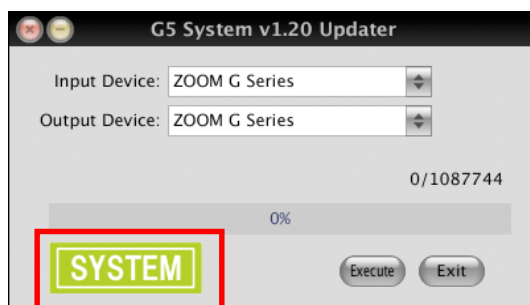 G5 System v1.20 Updater
Input Device: ZOOM G Series
Output Device: ZOOM G Series
0/1087744
0%
SYSTEM Execute Exit